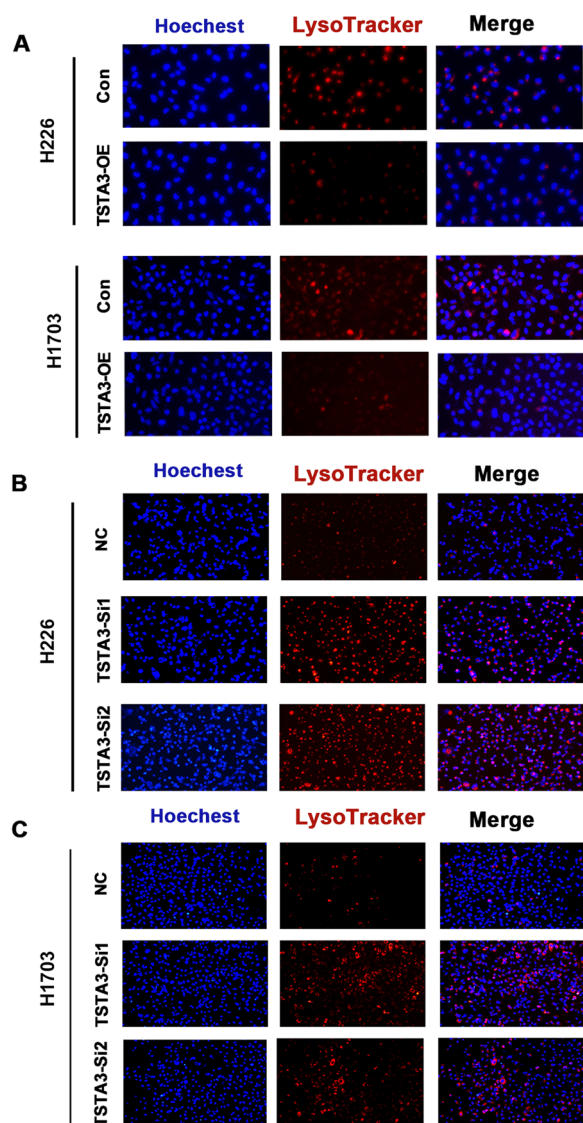 A
Hoechest LysoTracker Merge
H226
Con
TSTA3-OE
H1703
Con
TSTA3-OE
B
Hoechest LysoTracker Merge
H226
NC
TSTA3-Si1
TSTA3-Si2
C
Hoechest LysoTracker Merge
H1703
NC
TSTA3-Si1
TSTA3-Si2